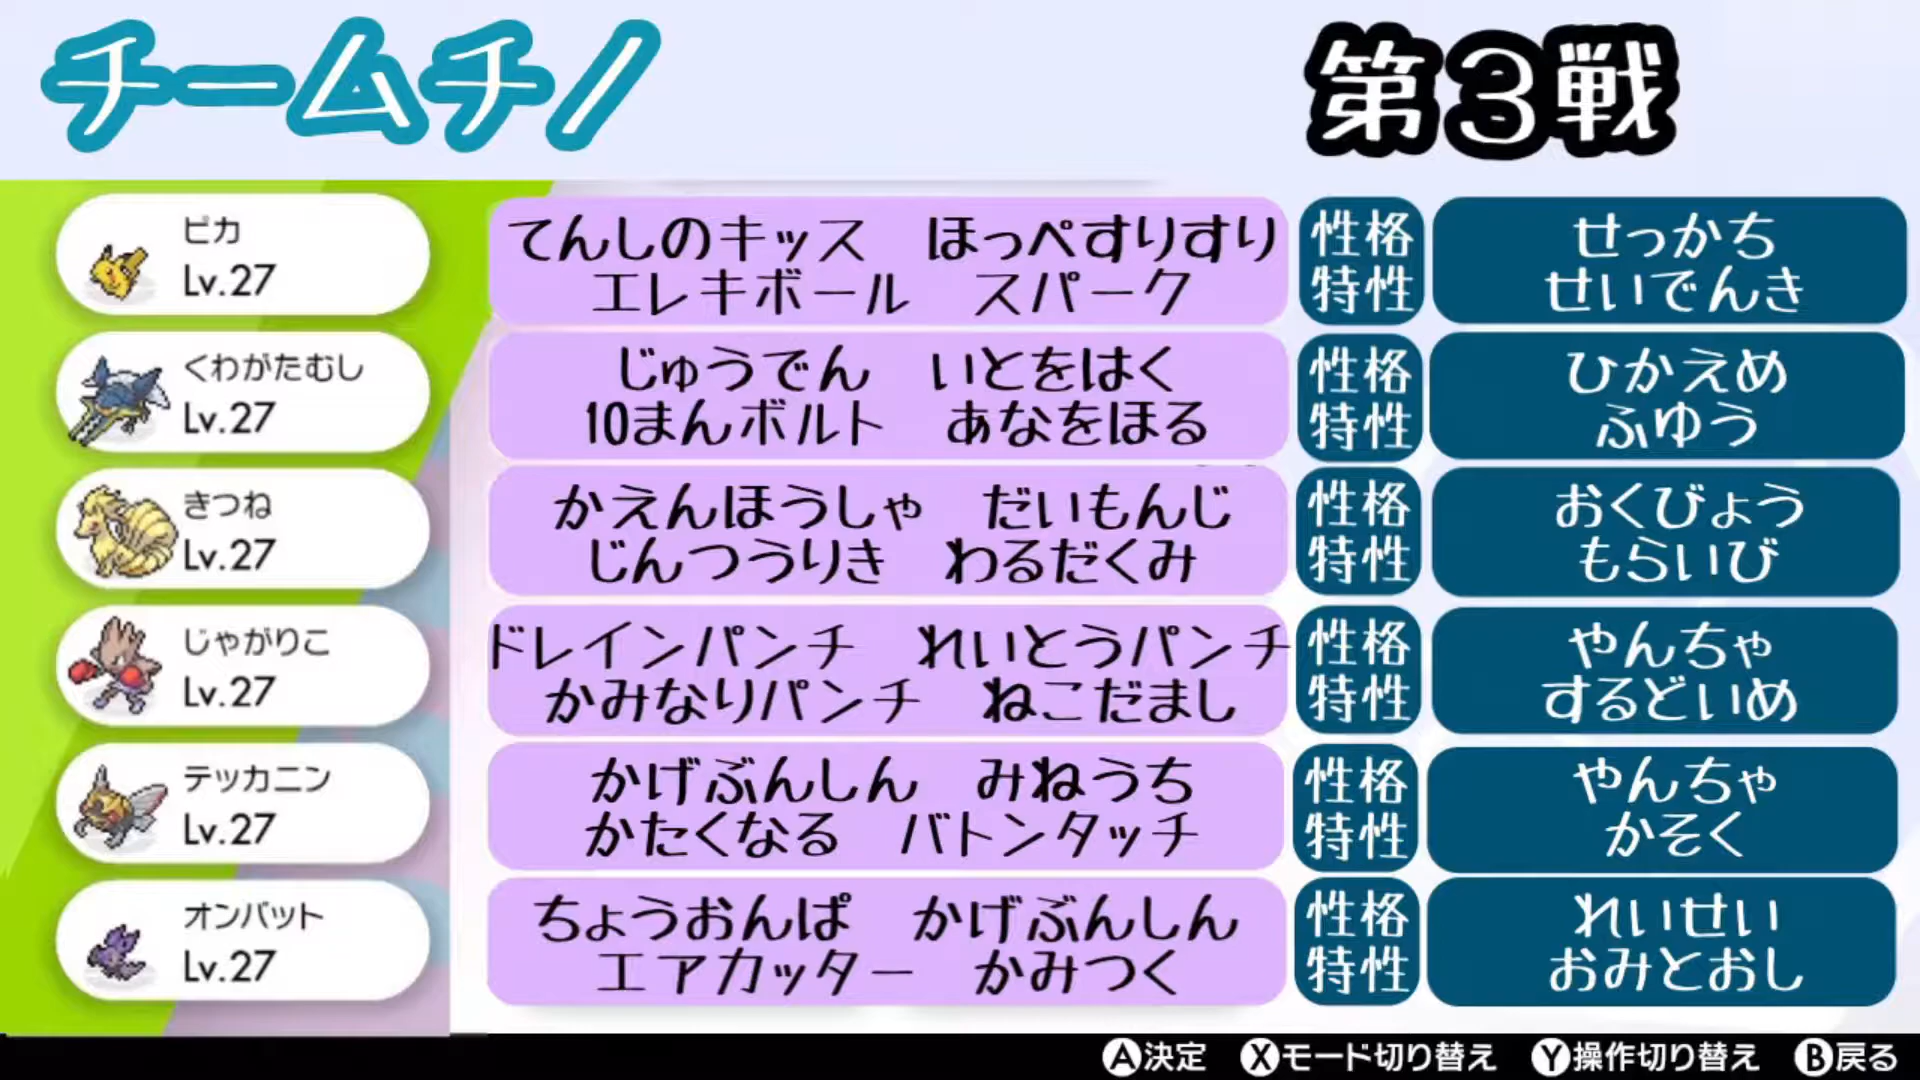 チームチノ
第3戦
ピカ
Lv.27
てんしのキッス ほっぺすりすり
エレキボール スパーク
性格 せっかち
特性 せいでんき
くわがたむし
Lv.27
じゅうでん いとをはく
10まんボルト あなをほる
性格 ひかえめ
特性 ふゆう
きつね
Lv.27
かえんほうしゃ だいもんじ
じんつうりき わるだくみ
性格 おくびょう
特性 もらいび
じゃがりこ
Lv.27
ドレインパンチ れいとうパンチ
かみなりパンチ ねこだまし
性格 やんちゃ
特性 するどいめ
テッカニン
Lv.27
かげぶんしん みねうち
かたくなる バトンタッチ
性格 やんちゃ
特性 かそく
オンバット
Lv.27
ちょうおんぱ かげぶんしん
エアカッター かみつく
性格 れいせい
特性 おみとおし
A決定 Xモード切り替え Y操作切り替え B戻る